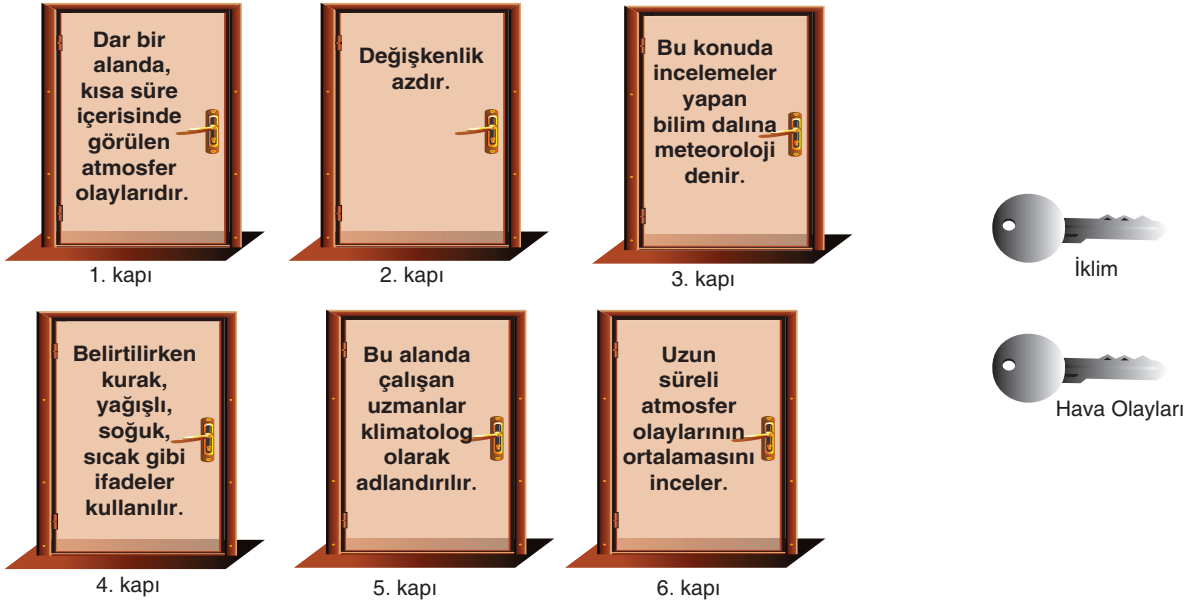 Dar bir
alanda,
kısa süre
içerisinde
görülen
atmosfer
olaylarıdır.
1. kapı
Değişkenlik
azdır.
2. kapı
Bu konuda
incelemeler
yapan
bilim dalına
meteoroloji
denir.
3. kapı
İklim
Hava Olayları
Belirtilirken
kurak,
yağışlı,
soğuk,
sıcak gibi
ifadeler
kullanılır.
4. kapı
Bu alanda
çalışan
uzmanlar
klimatolog
olarak
adlandırılır.
5. kapı
Uzun
süreli
atmosfer
olaylarının
ortalamasını
inceler.
6. kapı